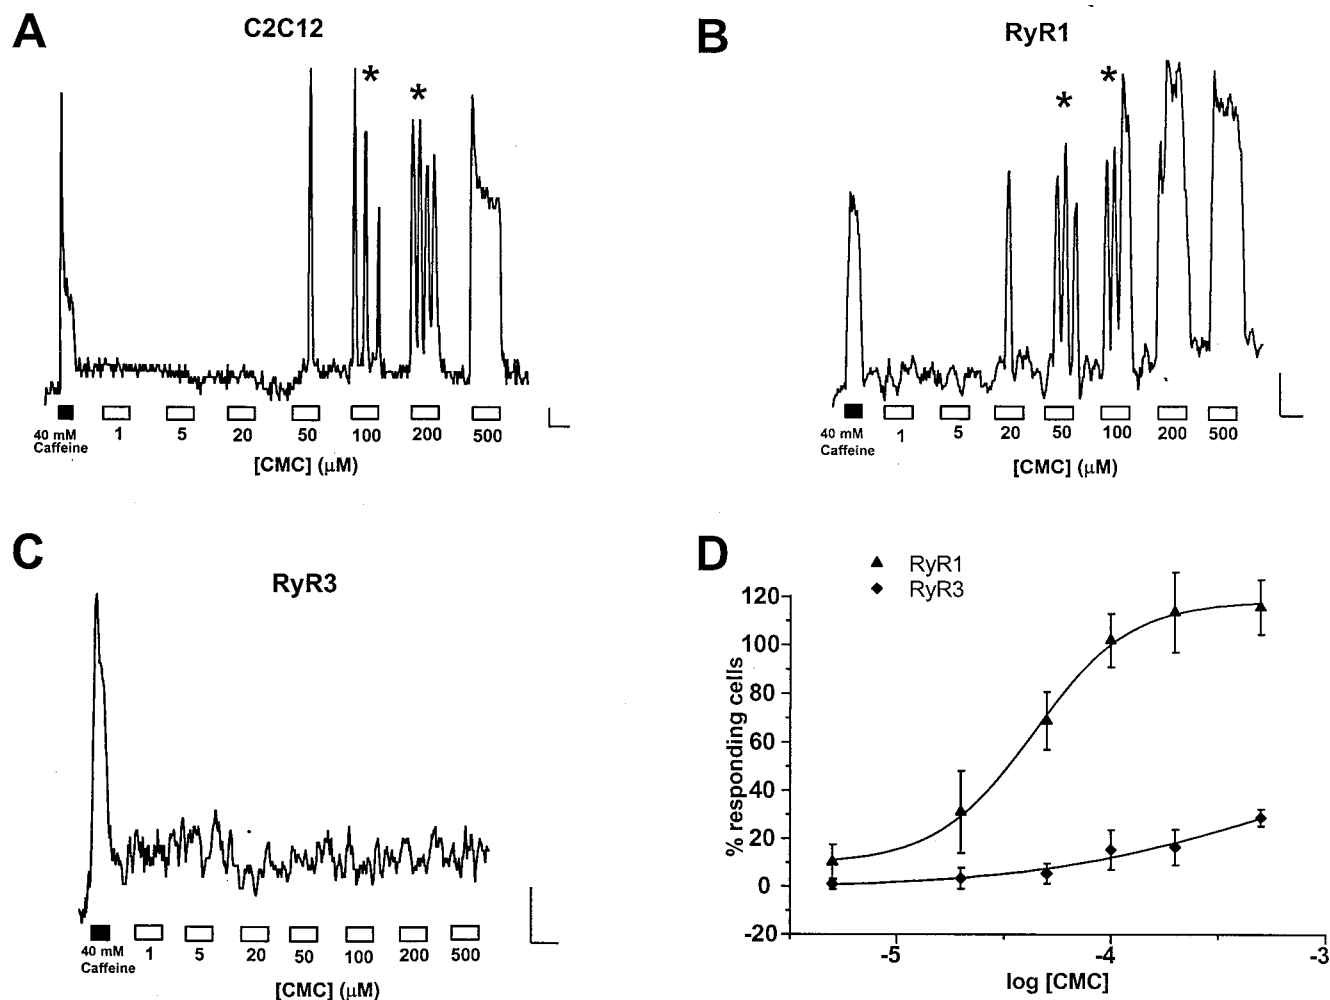 A
C2C12
*
*
40 mM
Caffeine
1
5
20
50
100
200
500
[CMC] (μM)
B
RyR1
*
*
40 mM
Caffeine
1
5
20
50
100
200
500
[CMC] (μM)
C
RyR3
40 mM
Caffeine
1
5
20
50
100
200
500
[CMC] (μM)
D
RyR1
RyR3
% responding cells
120
100
80
60
40
20
0
-20
-5
-4
-3
log [CMC]